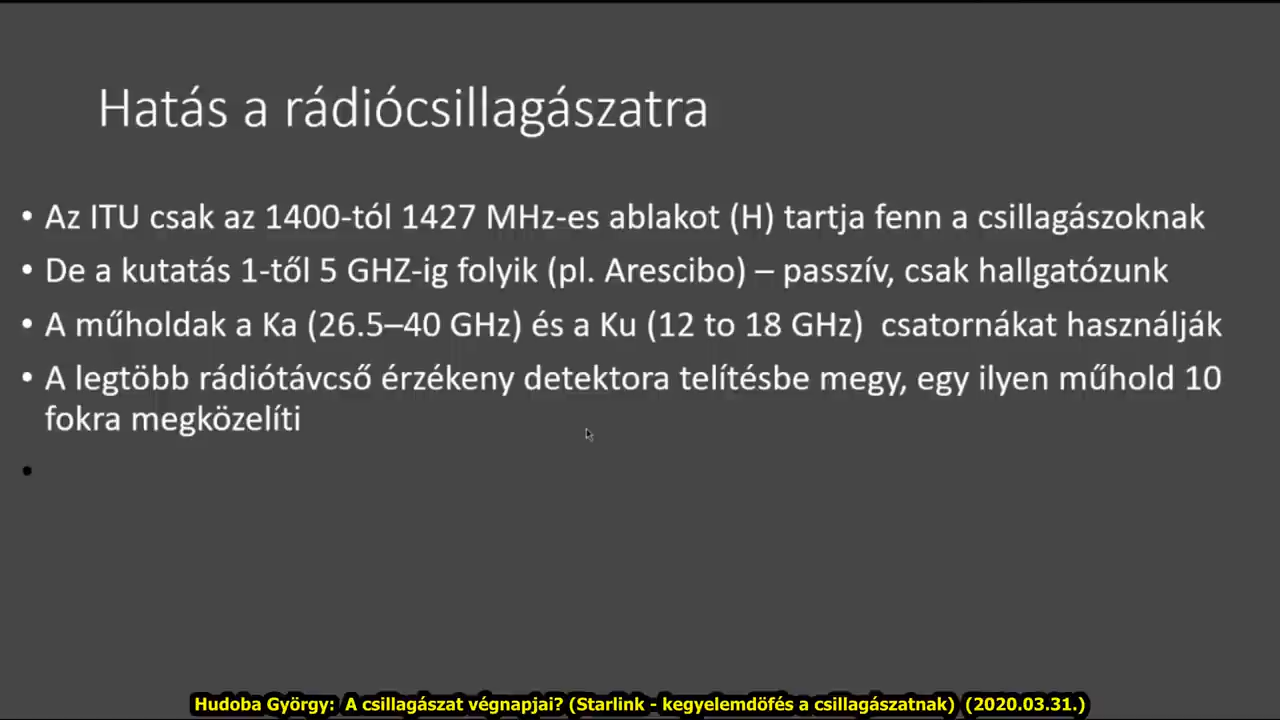 Hatás a rádiócsillagászatra
• Az ITU csak az 1400-tól 1427 MHz-es ablakot (H) tartja fenn a csillagászoknak
• De a kutatás 1-től 5 GHZ-ig folyik (pl. Arescibo) – passzív, csak hallgatózunk
• A műholdak a Ka (26.5–40 GHz) és a Ku (12 to 18 GHz) csatornákat használják
• A legtöbb rádiótávcső érzékeny detektora telítésbe megy, egy ilyen műhold 10
fokra megközelíti
•
Hudoba György: A csillagászat végnapjai? (Starlink - kegyelemdöfés a csillagászatnak) (2020.03.31.)